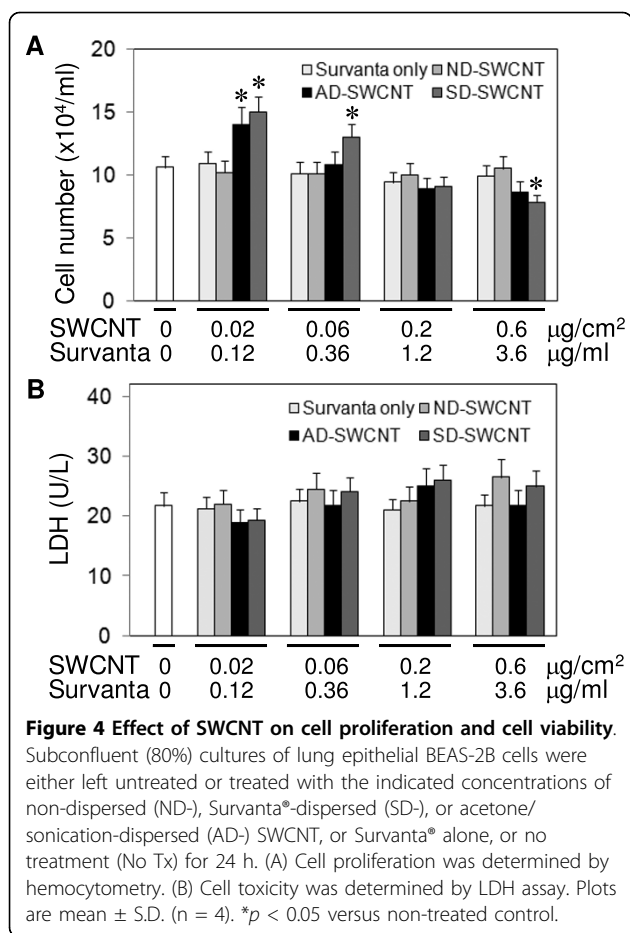 A
Cell number (x10⁴/ml)
20
15
10
5
0
Survanta only ND-SWCNT
AD-SWCNT SD-SWCNT
* * * *
SWCNT 0 0.02 0.06 0.2 0.6 µg/cm²
Survanta 0 0.12 0.36 1.2 3.6 µg/ml
B
LDH (U/L)
40
30
20
10
0
Survanta only ND-SWCNT
AD-SWCNT SD-SWCNT
SWCNT 0 0.02 0.06 0.2 0.6 µg/cm²
Survanta 0 0.12 0.36 1.2 3.6 µg/ml
Figure 4 Effect of SWCNT on cell proliferation and cell viability.
Subconfluent (80%) cultures of lung epithelial BEAS-2B cells were
either left untreated or treated with the indicated concentrations of
non-dispersed (ND-), Survanta®-dispersed (SD-), or acetone/
sonication-dispersed (AD-) SWCNT, or Survanta® alone, or no
treatment (No Tx) for 24 h. (A) Cell proliferation was determined by
hemocytometry. (B) Cell toxicity was determined by LDH assay. Plots
are mean ± S.D. (n = 4). *p < 0.05 versus non-treated control.